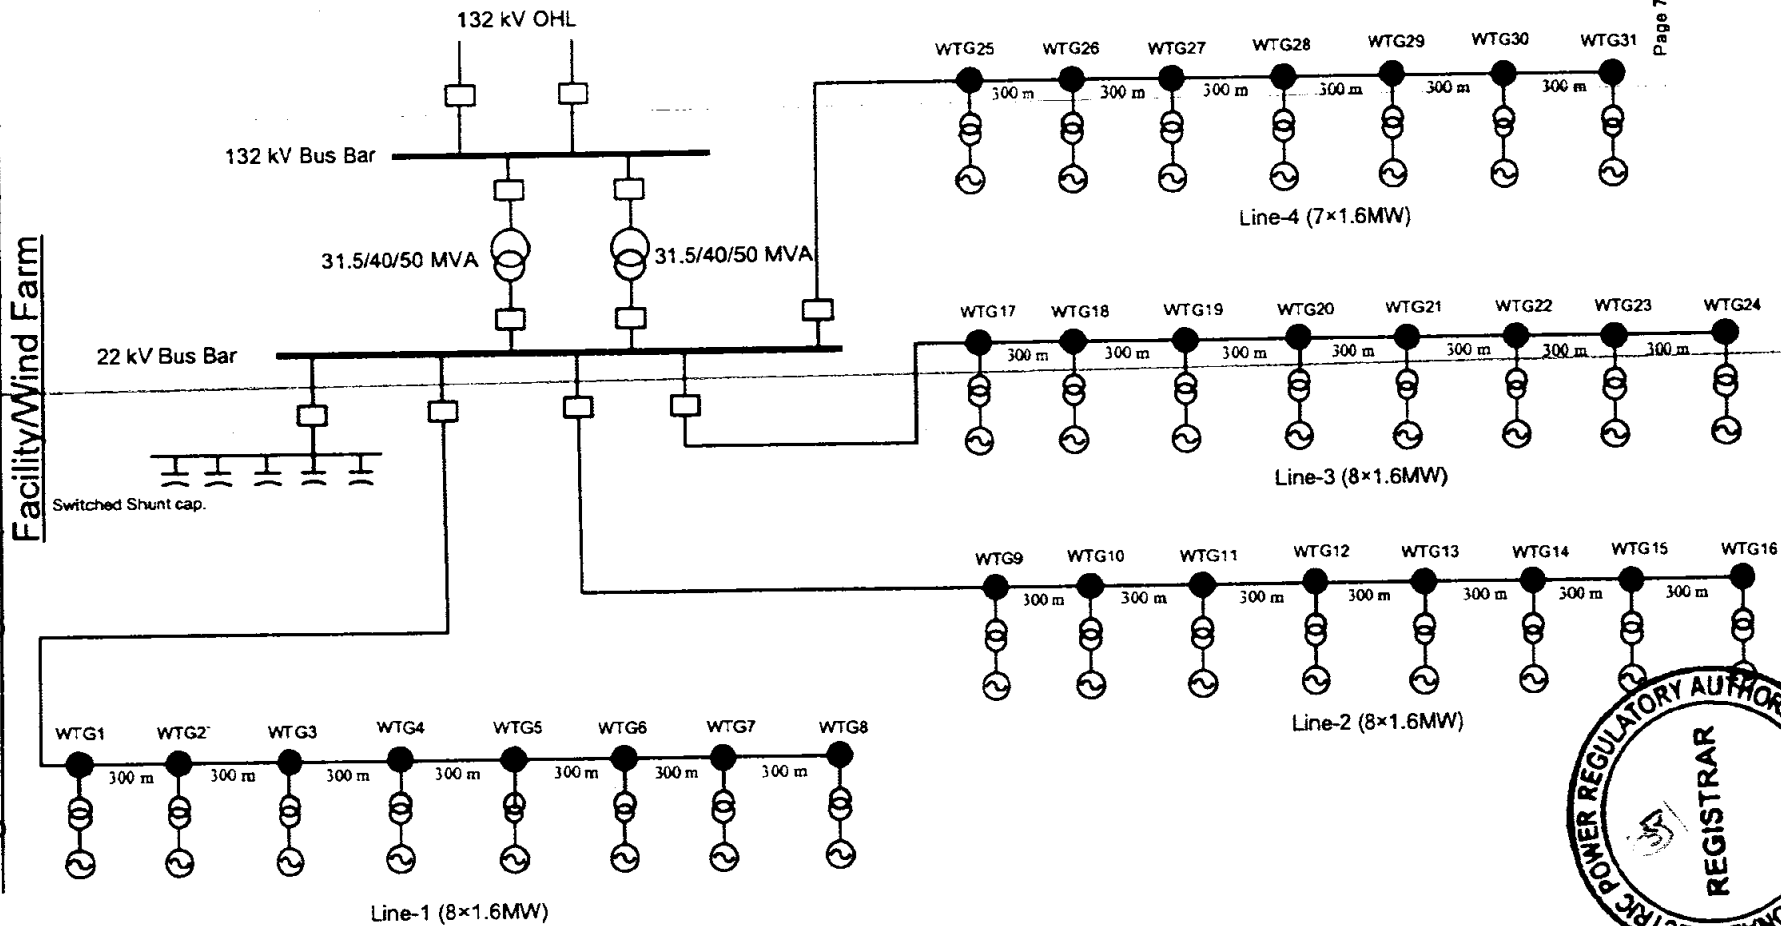 132 kV OHL
Page 7
WTG25 WTG26 WTG27 WTG28 WTG29 WTG30 WTG31
300 m 300 m 300 m 300 m 300 m 300 m
132 kV Bus Bar
Line-4 (7×1.6MW)
31.5/40/50 MVA 31.5/40/50 MVA
Facility/Wind Farm
WTG17 WTG18 WTG19 WTG20 WTG21 WTG22 WTG23 WTG24
22 kV Bus Bar
300 m 300 m 300 m 300 m 300 m 300 m 300 m
Line-3 (8×1.6MW)
Switched Shunt cap.
WTG9 WTG10 WTG11 WTG12 WTG13 WTG14 WTG15 WTG16
300 m 300 m 300 m 300 m 300 m 300 m 300 m
Line-2 (8×1.6MW)
WTG1 WTG2 WTG3 WTG4 WTG5 WTG6 WTG7 WTG8
300 m 300 m 300 m 300 m 300 m 300 m 300 m
Line-1 (8×1.6MW)
POWER REGULATORY
REGISTRAR